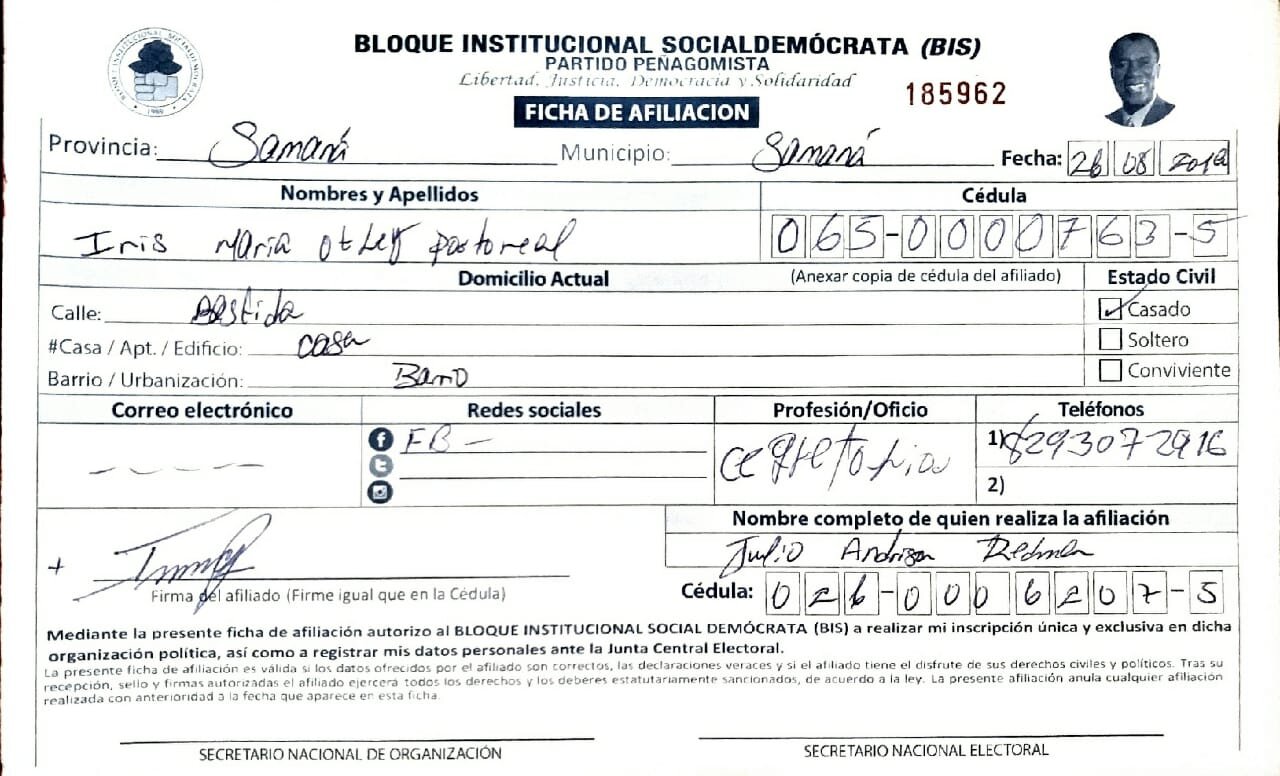 BLOQUE INSTITUCIONAL SOCIALDEMÓCRATA (BIS)
PARTIDO PEÑAGOMISTA
Libertad, Justicia, Democracia y Solidaridad
185962
FICHA DE AFILIACION
Provincia: Samaná Municipio: Samaná Fecha: 26 08 2019
Nombres y Apellidos Cédula
Iris Maria Otley pastoreal 065-0000763-5
Domicilio Actual (Anexar copia de cédula del afiliado) Estado Civil
Calle: Casado
#Casa / Apt. / Edificio: casa Soltero
Barrio / Urbanización: Conviviente
Correo electrónico Redes sociales Profesión/Oficio Teléfonos
FB - 1) 8293072916
2)
Nombre completo de quien realiza la afiliación
Julio
Firma del afiliado (Firme igual que en la Cédula) Cédula: 026-0006207-5
Mediante la presente ficha de afiliación autorizo al BLOQUE INSTITUCIONAL SOCIAL DEMÓCRATA (BIS) a realizar mi inscripción única y exclusiva en dicha
organización política, así como a registrar mis datos personales ante la Junta Central Electoral.
La presente ficha de afiliación es válida si los datos ofrecidos por el afiliado son correctos, las declaraciones veraces y si el afiliado tiene el disfrute de sus derechos civiles y políticos. Tras su
recepción, sello y firmas autorizadas el afiliado ejercerá todos los derechos y los deberes estatutariamente sancionados, de acuerdo a la ley. La presente afiliación anula cualquier afiliación
realizada con anterioridad a la fecha que aparece en esta ficha.
SECRETARIO NACIONAL DE ORGANIZACIÓN SECRETARIO NACIONAL ELECTORAL